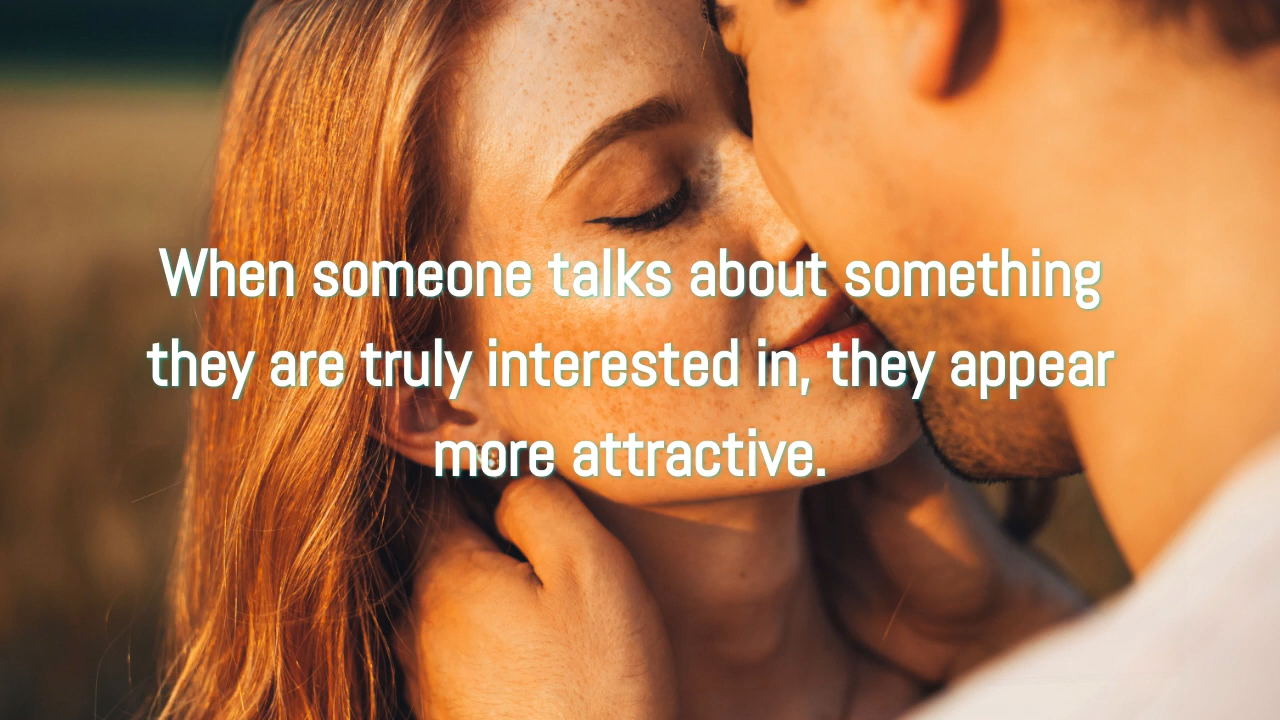 When someone talks about something
they are truly interested in, they appear
more attractive.